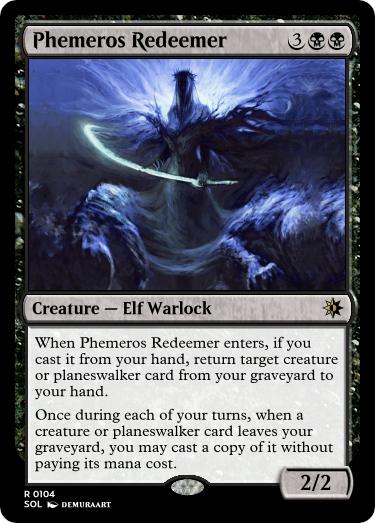 Phemeros Redeemer 3
Creature — Elf Warlock
When Phemeros Redeemer enters, if you
cast it from your hand, return target creature
or planeswalker card from your graveyard to
your hand.
Once during each of your turns, when a
creature or planeswalker card leaves your
graveyard, you may cast a copy of it without
paying its mana cost.
2/2
R 0104
SOL DEMURAART